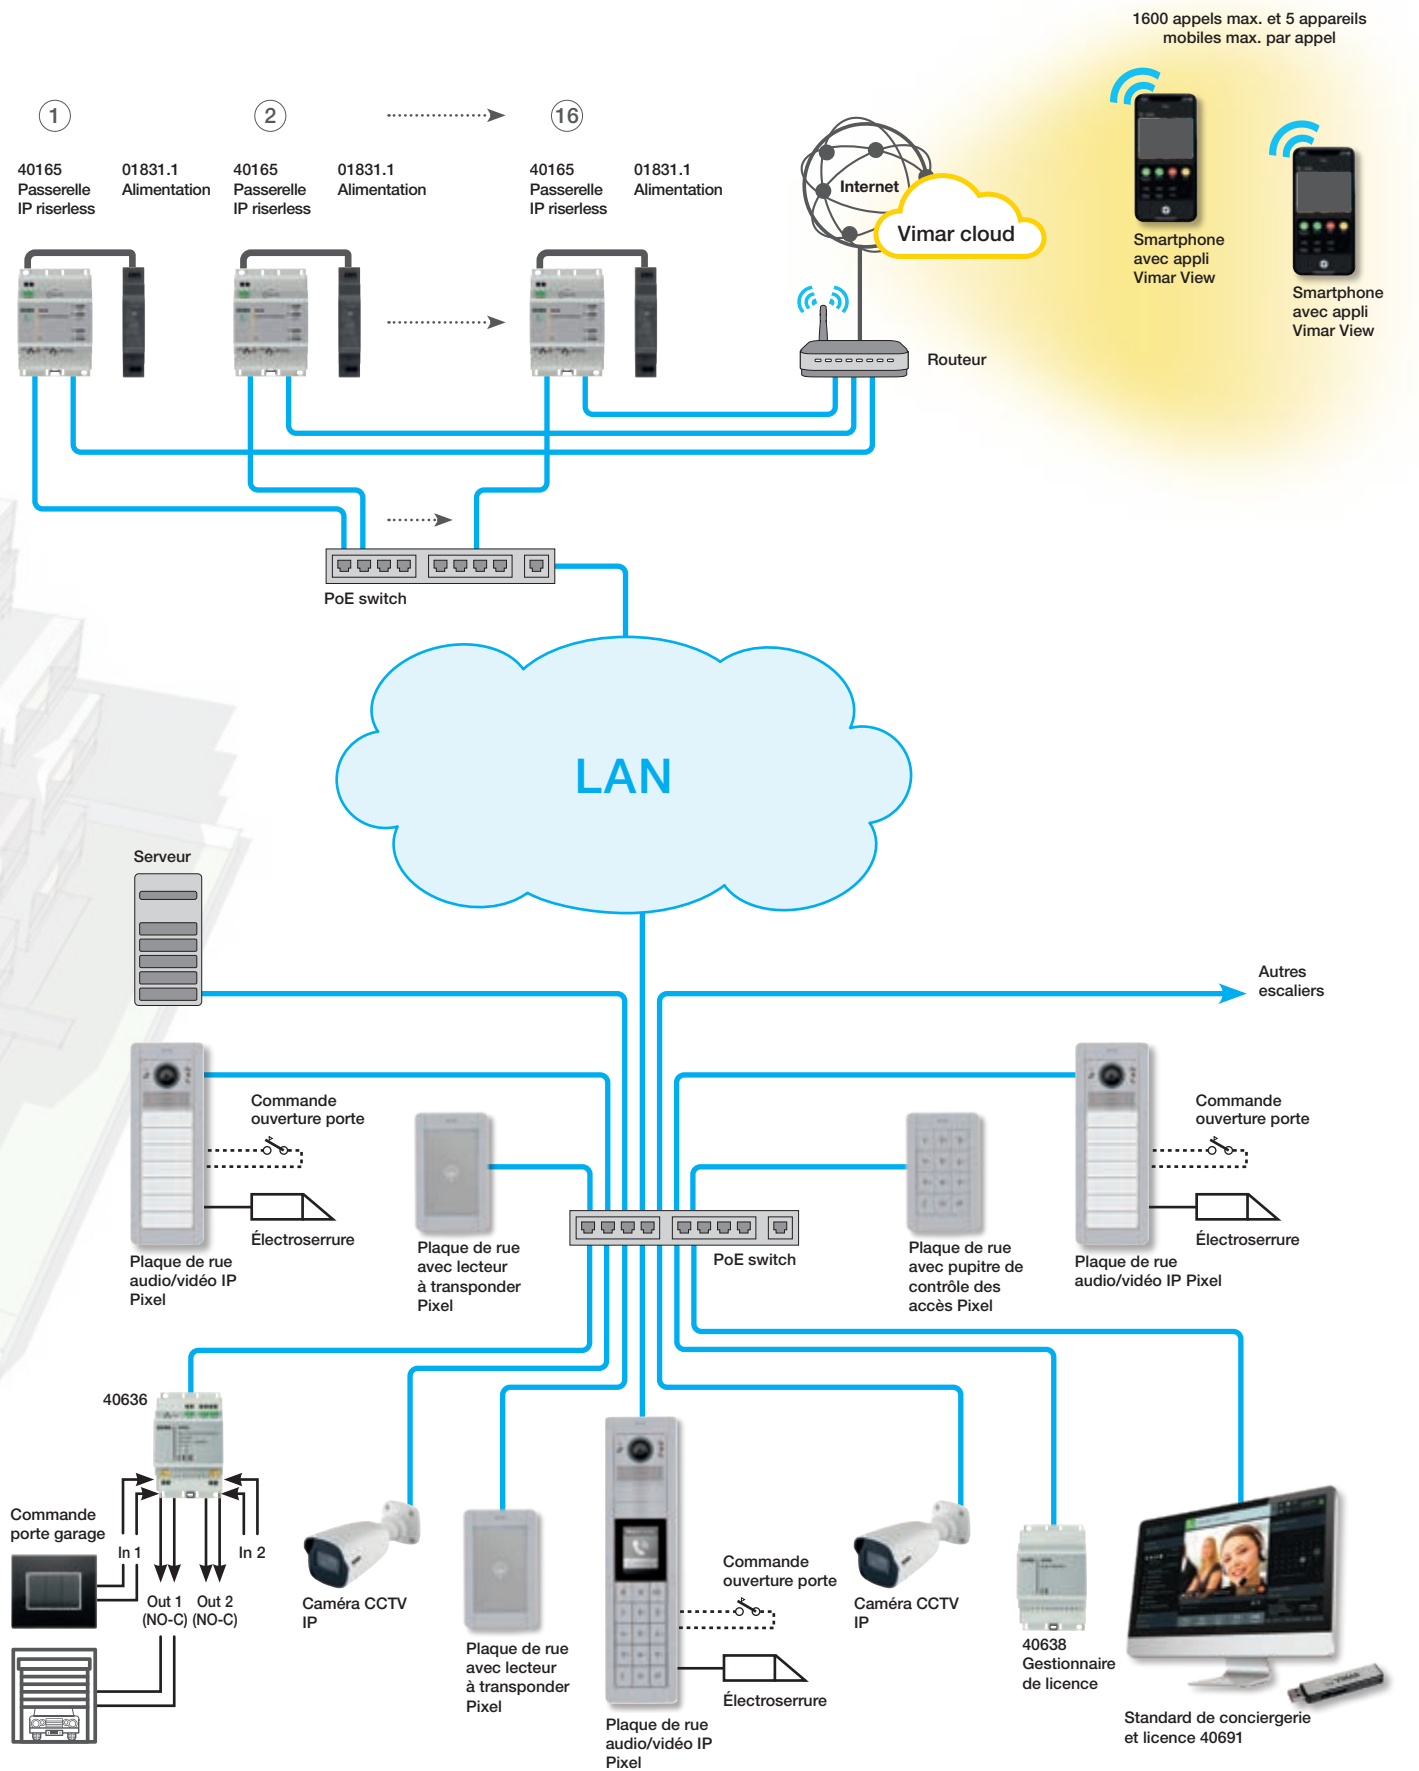 1600 appels max. et 5 appareils
mobiles max. par appel
1
2
16
40165
Passerelle
IP riserless
01831.1
Alimentation
40165
Passerelle
IP riserless
01831.1
Alimentation
40165
Passerelle
IP riserless
01831.1
Alimentation
Internet
Vimar cloud
Smartphone
avec appli
Vimar View
Smartphone
avec appli
Vimar View
Routeur
PoE switch
LAN
Serveur
Autres
escaliers
Commande
ouverture porte
Électroserrure
Plaque de rue
audio/vidéo IP
Pixel
Plaque de rue
avec lecteur
à transponder
Pixel
PoE switch
Plaque de rue
avec pupitre de
contrôle des
accès Pixel
Commande
ouverture porte
Électroserrure
Plaque de rue
audio/vidéo IP Pixel
40636
Commande
porte garage
In 1
In 2
Out 1
(NO-C)
Out 2
(NO-C)
Caméra CCTV
IP
Plaque de rue
avec lecteur
à transponder
Pixel
Commande
ouverture porte
Électroserrure
Plaque de rue
audio/vidéo IP
Pixel
Caméra CCTV
IP
40638
Gestionnaire
de licence
Standard de conciergerie
et licence 40691